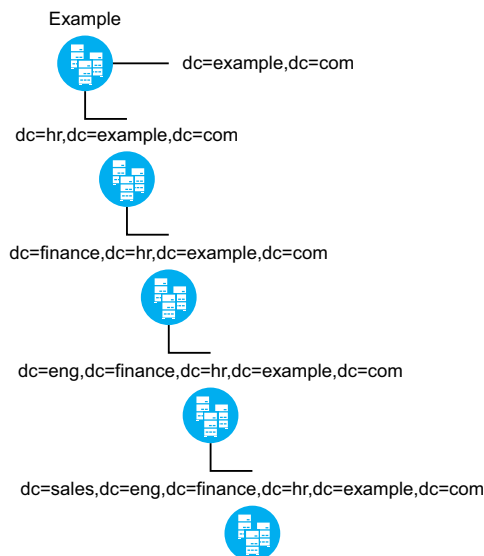 Example
dc=example,dc=com
dc=hr,dc=example,dc=com
dc=finance,dc=hr,dc=example,dc=com
dc=eng,dc=finance,dc=hr,dc=example,dc=com
dc=sales,dc=eng,dc=finance,dc=hr,dc=example,dc=com